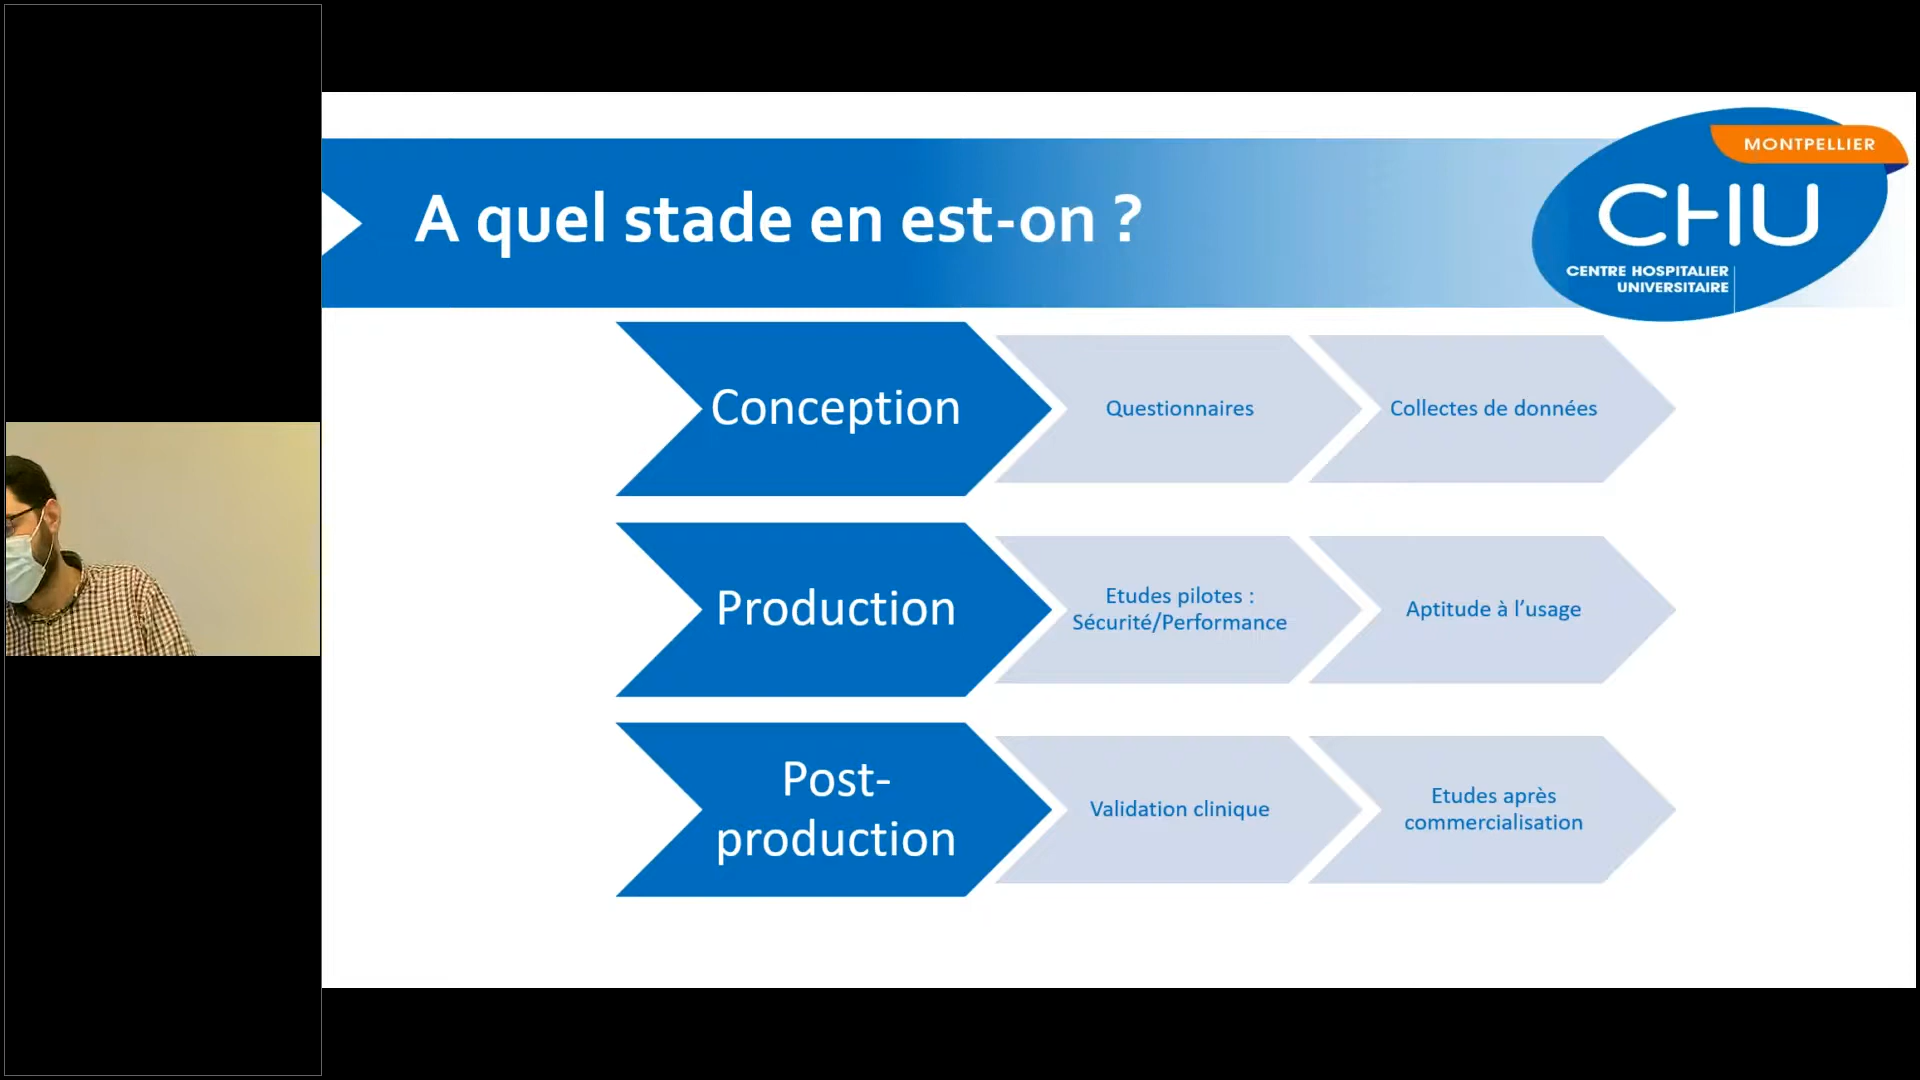 A quel stade en est-on ?
MONTPELLIER
CHU
CENTRE HOSPITALIER
UNIVERSITAIRE
Conception
Questionnaires
Collectes de données
Production
Etudes pilotes :
Sécurité/Performance
Aptitude à l’usage
Post-
production
Validation clinique
Etudes après
commercialisation